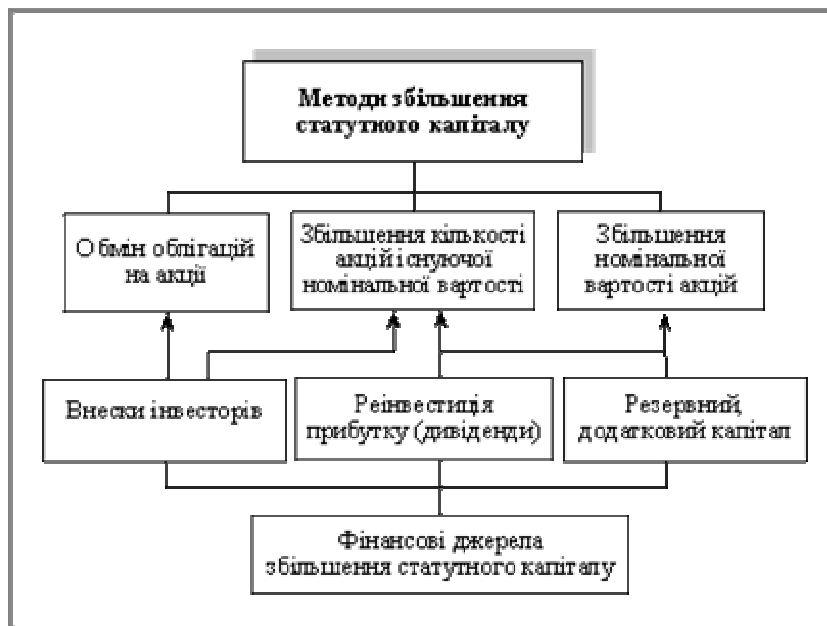 Методи збільшення
статутного капіталу
Обмін облігацій
на акції
Збільшення кількості
акцій існуючої
номінальної вартості
Збільшення
номінальної
вартості акцій
Внески інвесторів
Реінвестиція
прибутку (дивіденди)
Резервний,
додатковий капітал
Фінансові джерела
збільшення статутного капіталу